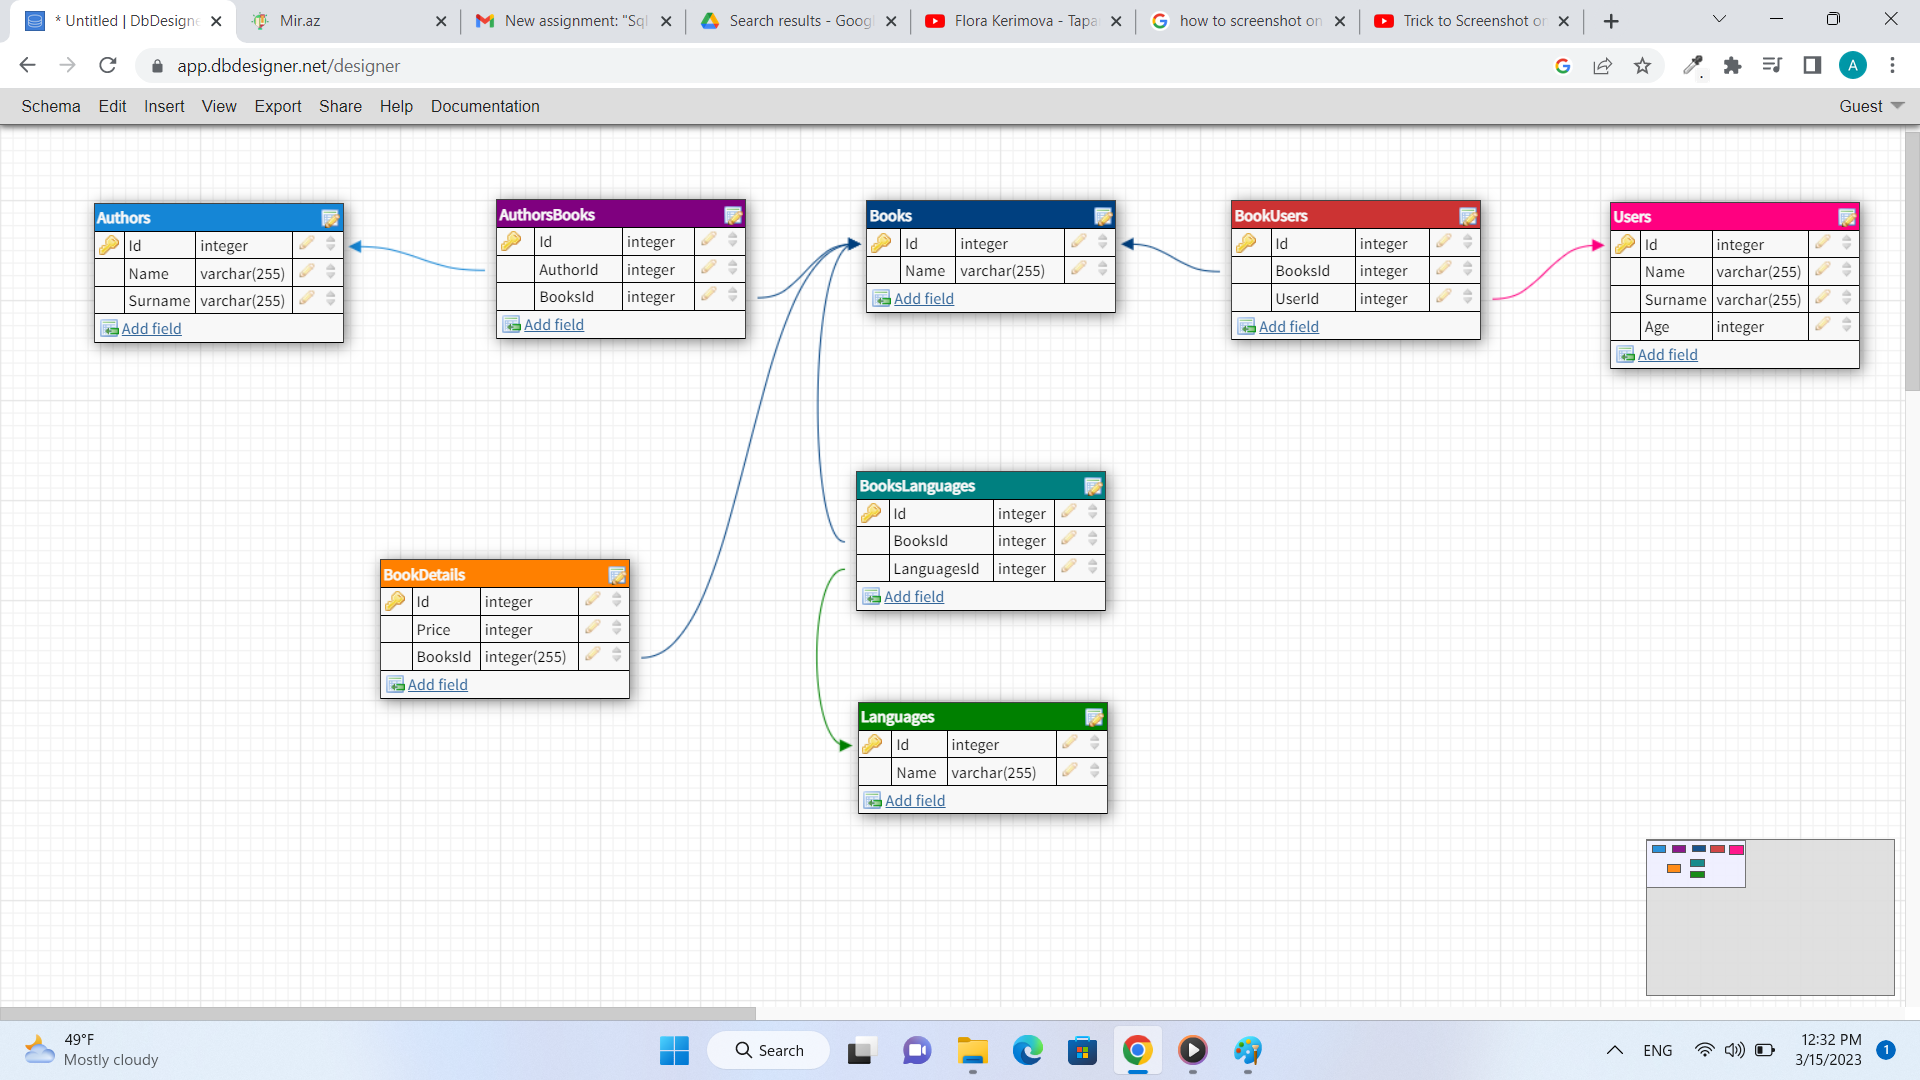 * Untitled | DbDesigne
Mir.az
New assignment: "Sql
Search results - Googl
Flora Kerimova - Tapa
how to screenshot on
Trick to Screenshot on
app.dbdesigner.net/designer
A
Schema Edit Insert View Export Share Help Documentation
Guest
Authors
Id integer
Name varchar(255)
Surname varchar(255)
Add field
AuthorsBooks
Id integer
AuthorId integer
BooksId integer
Add field
Books
Id integer
Name varchar(255)
Add field
BookUsers
Id integer
BooksId integer
UserId integer
Add field
Users
Id integer
Name varchar(255)
Surname varchar(255)
Age integer
Add field
BooksLanguages
Id integer
BooksId integer
LanguagesId integer
Add field
BookDetails
Id integer
Price integer
BooksId integer(255)
Add field
Languages
Id integer
Name varchar(255)
Add field
49°F
Mostly cloudy
Search
ENG
12:32 PM
3/15/2023
1